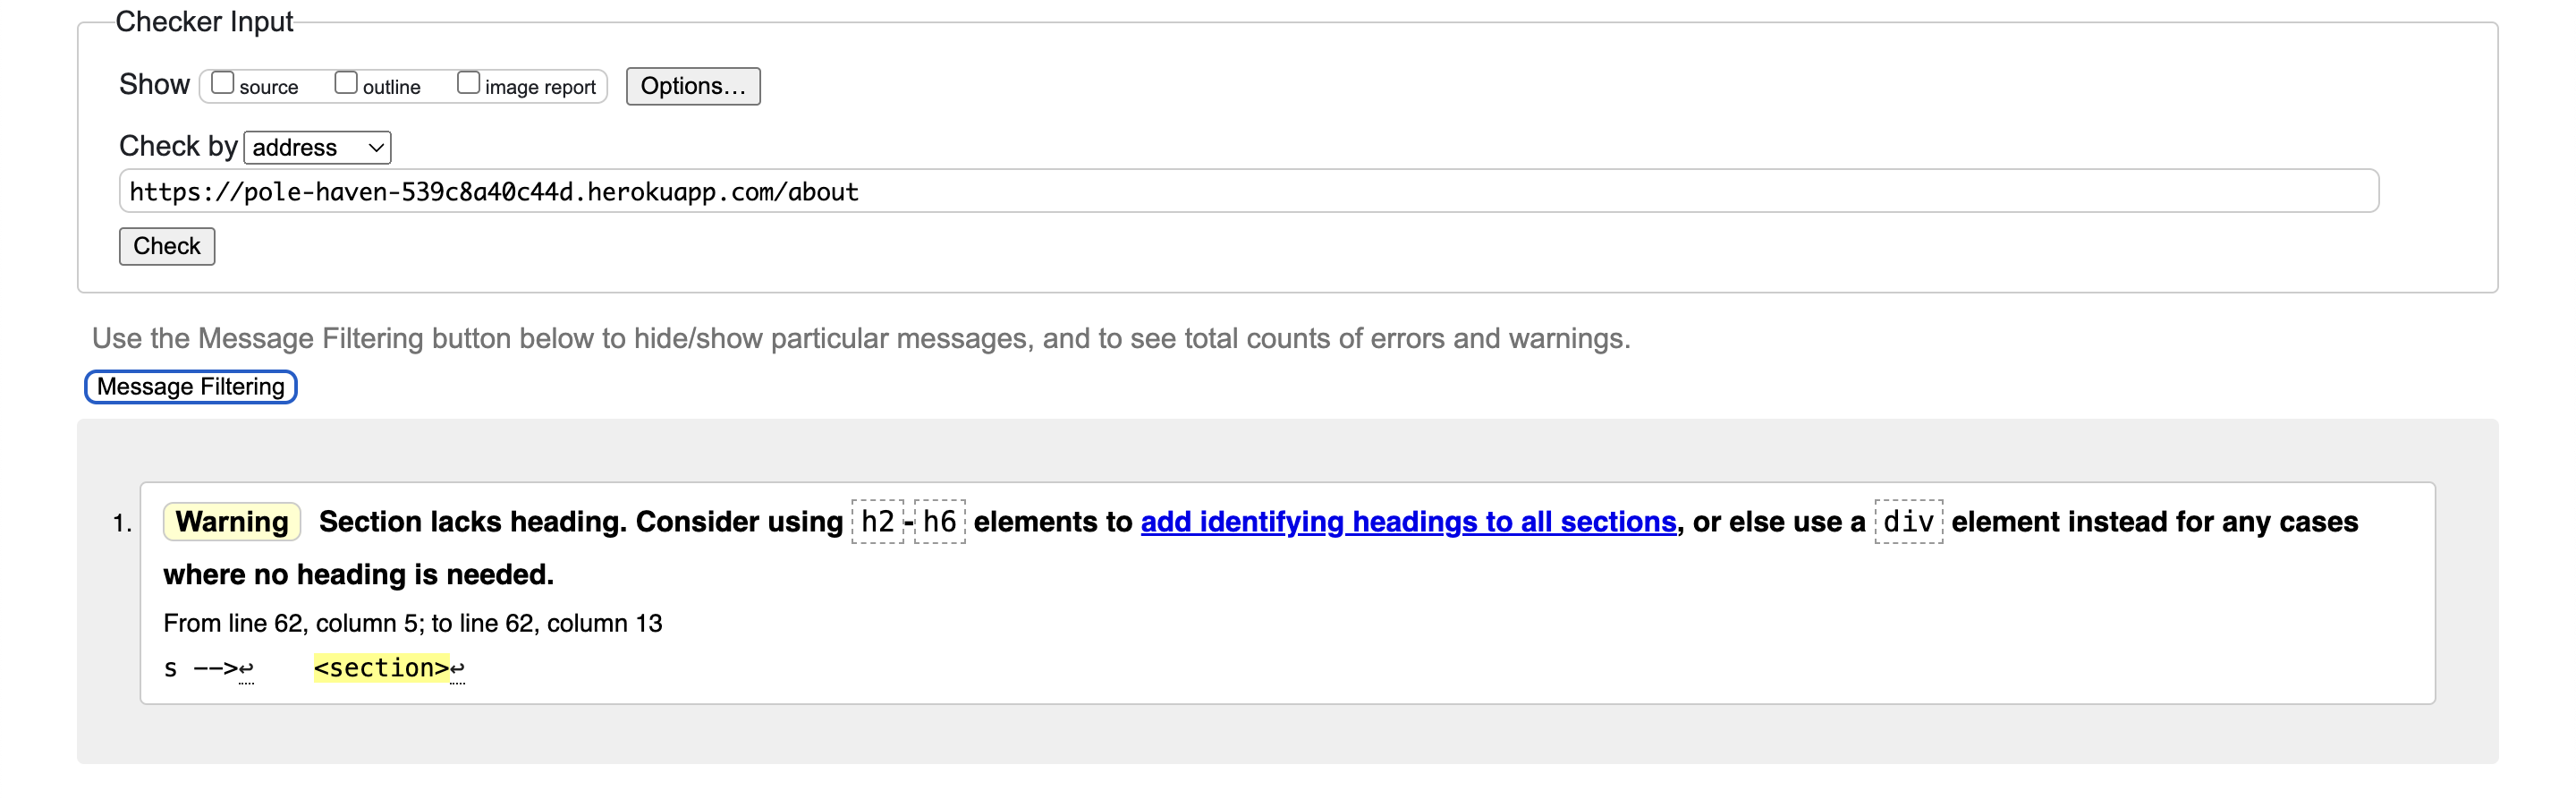 Checker Input
Show source outline image report Options...
Check by address
https://pole-haven-539c8a40c44d.herokuapp.com/about
Check
Use the Message Filtering button below to hide/show particular messages, and to see total counts of errors and warnings.
Message Filtering
1. Warning Section lacks heading. Consider using h2-h6 elements to add identifying headings to all sections, or else use a div element instead for any cases
where no heading is needed.
From line 62, column 5; to line 62, column 13
s -->↩ <section>↩